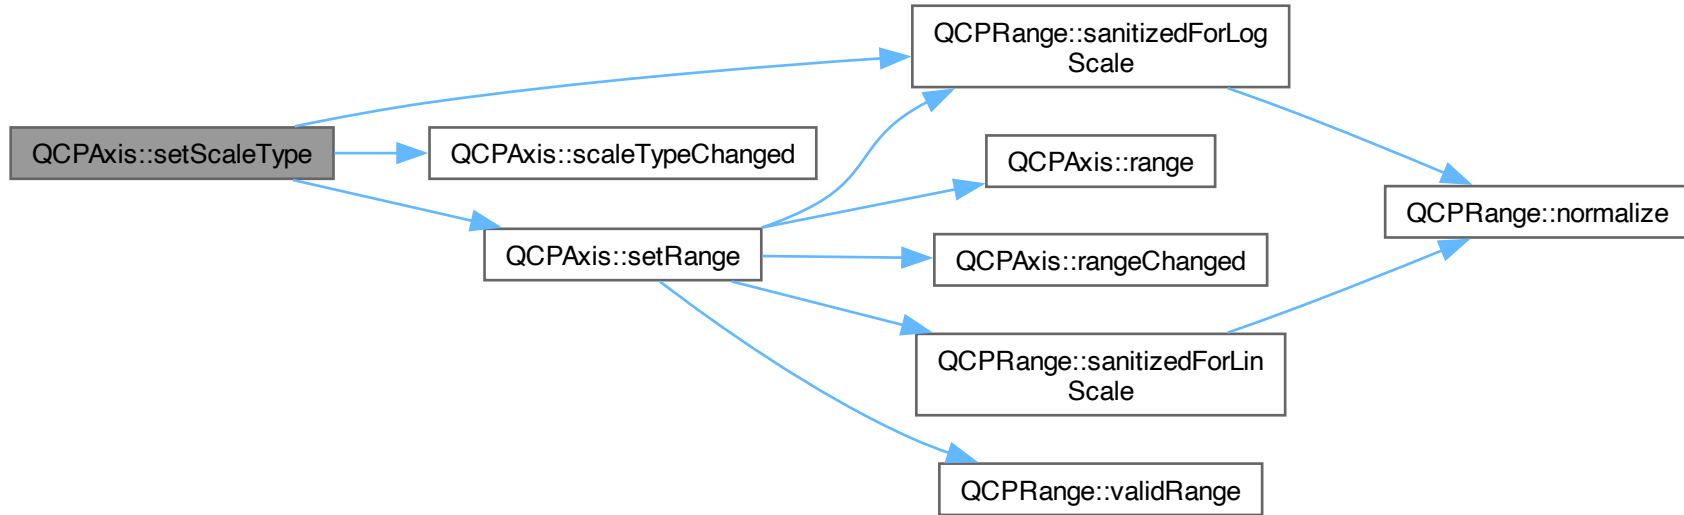 QCPAxis::setScaleType
QCPAxis::scaleTypeChanged
QCPAxis::setRange
QCPRange::sanitizedForLog
Scale
QCPAxis::range
QCPAxis::rangeChanged
QCPRange::sanitizedForLin
Scale
QCPRange::validRange
QCPRange::normalize